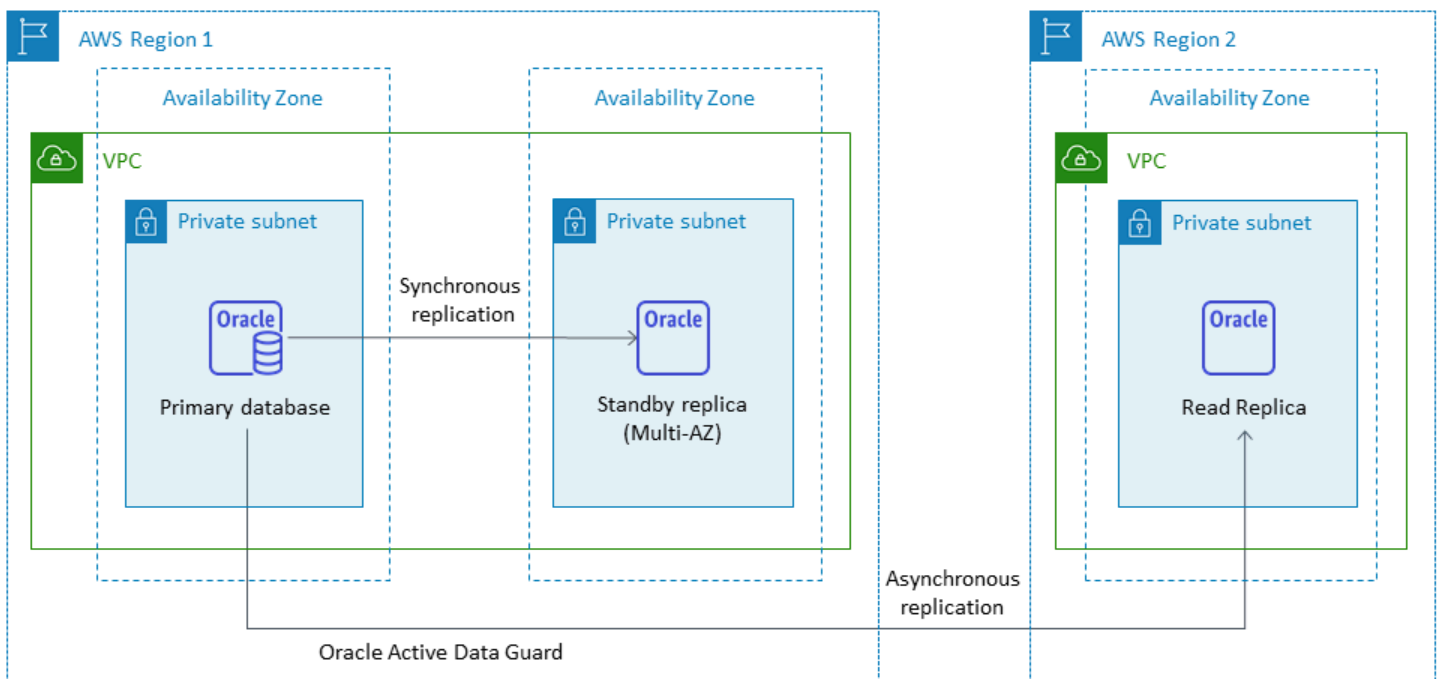 AWS Region 1
AWS Region 2
Availability Zone
Availability Zone
Availability Zone
VPC
VPC
Private subnet
Private subnet
Private subnet
Synchronous
replication
Oracle
Oracle
Oracle
Primary database
Standby replica
(Multi-AZ)
Read Replica
Asynchronous
replication
Oracle Active Data Guard